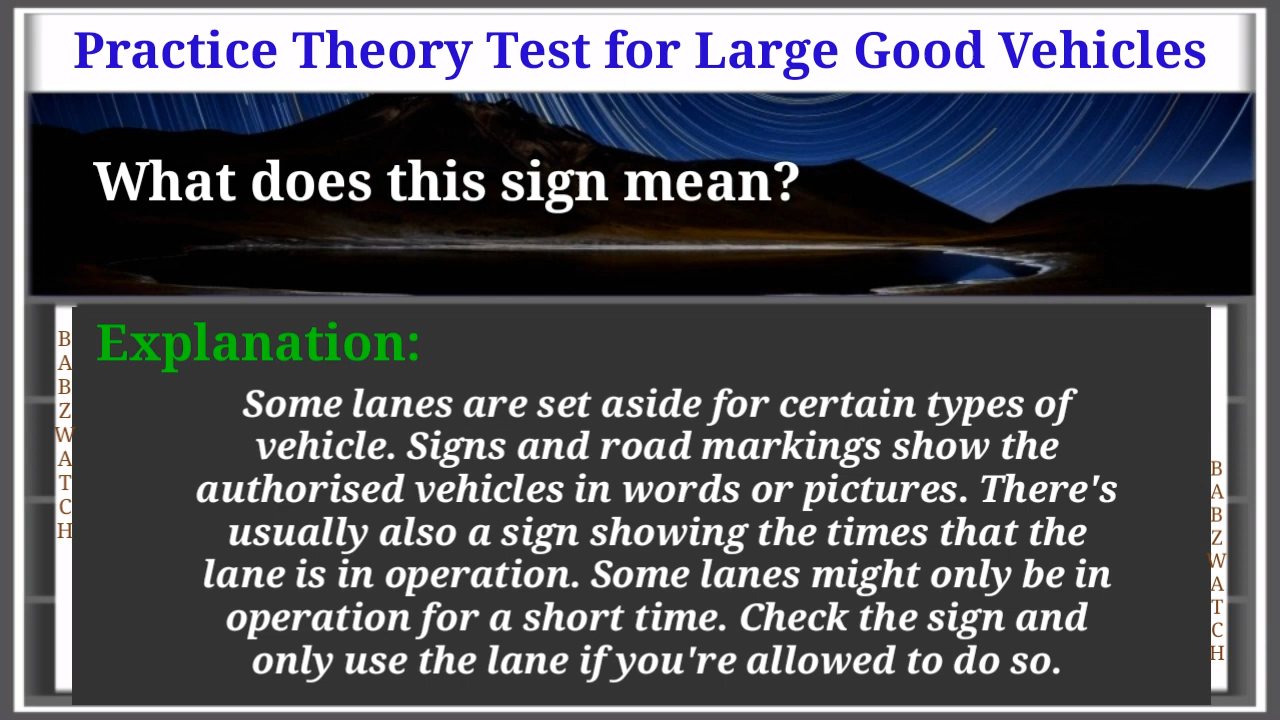 Practice Theory Test for Large Good Vehicles
What does this sign mean?
Explanation:
Some lanes are set aside for certain types of
vehicle. Signs and road markings show the
authorised vehicles in words or pictures. There's
usually also a sign showing the times that the
lane is in operation. Some lanes might only be in
operation for a short time. Check the sign and
only use the lane if you're allowed to do so.
BABZWATCH
BABZWATCH